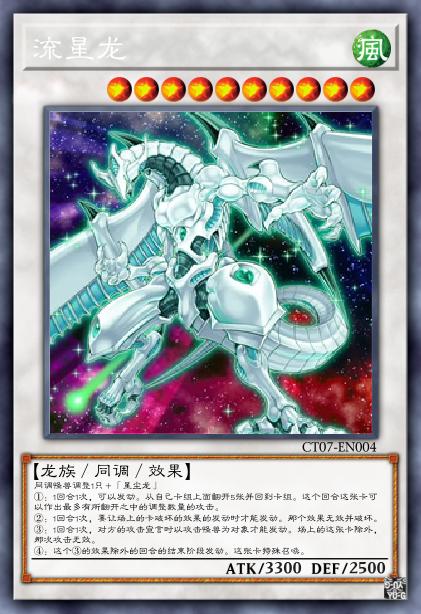 流星龙
風
CT07-EN004
【龙族／同调／效果】
同调怪兽调整1只＋「星尘龙」
①：1回合1次，可以发动。从自己卡组上面翻开5张并回到卡组。这个回合这张卡可
以作出最多有所翻开之中的调整数量的攻击。
②：1回合1次，要让场上的卡破坏的效果的发动时才能发动。那个效果无效并破坏。
③：1回合1次，对方的攻击宣言时以攻击怪兽为对象才能发动。场上的这张卡除外，
那次攻击无效。
④：这个③的效果除外的回合的结束阶段发动。这张卡特殊召唤。
ATK/3300 DEF/2500